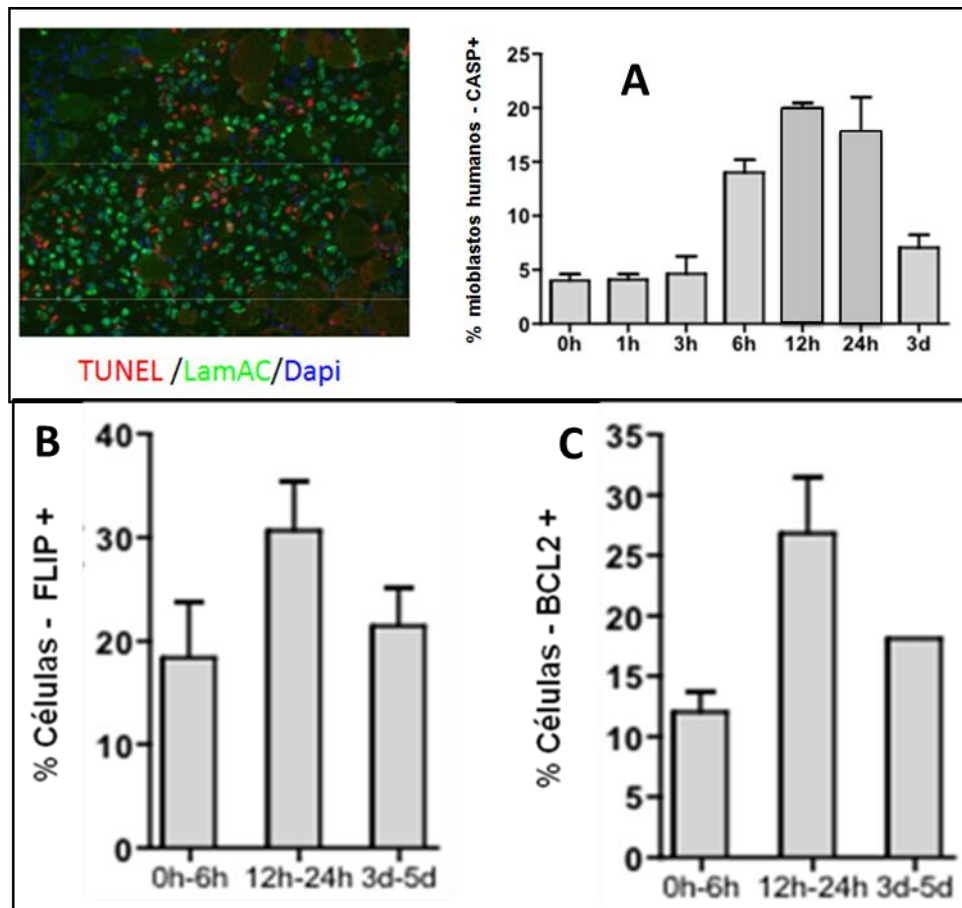 TUNEL /LamAC/Dapi
A
% mioblastos humanos - CASP+
25
20
15
10
5
0
0h 1h 3h 6h 12h 24h 3d
B
% Células - FLIP +
40
30
20
10
0
0h-6h 12h-24h 3d-5d
C
% Células - BCL2 +
35
30
25
20
15
10
5
0
0h-6h 12h-24h 3d-5d